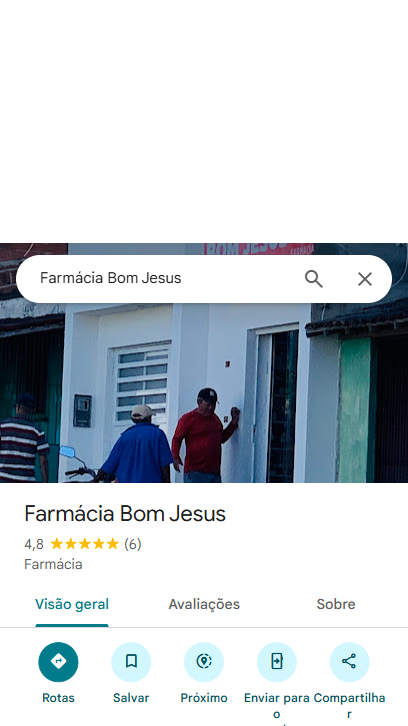 BOM JESUS
Farmácia Bom Jesus
Farmácia Bom Jesus
4,8 (6)
Farmácia
Visão geral Avaliações Sobre
Rotas Salvar Próximo Enviar para o Compartilhar